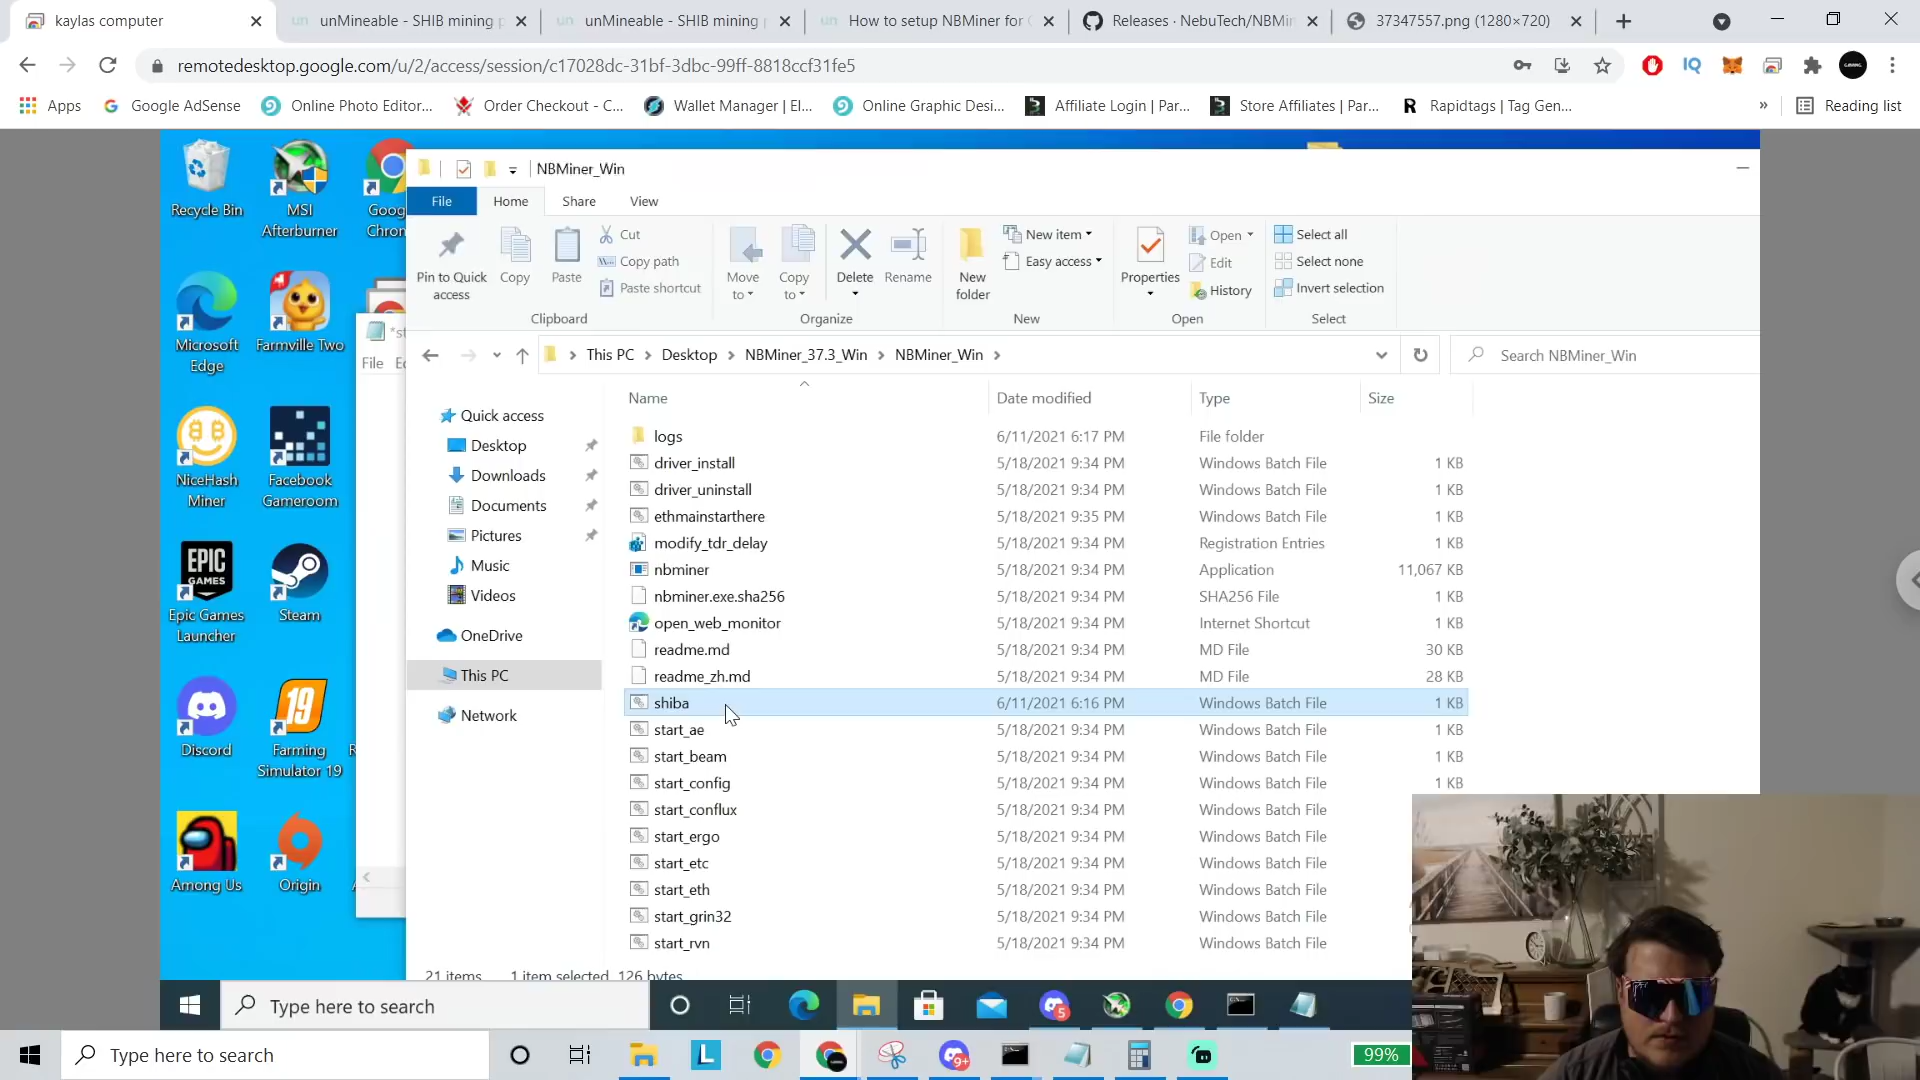 kaylas computer
unMineable - SHIB mining p
unMineable - SHIB mining p
How to setup NBMiner for
Releases · NebuTech/NBMin
37347557.png (1280×720)
remotedesktop.google.com/u/2/access/session/c17028dc-31bf-3dbc-99ff-8818ccf31fe5
Apps
Google AdSense
Online Photo Editor...
Order Checkout - C...
Wallet Manager | El...
Online Graphic Desi...
Affiliate Login | Par...
Store Affiliates | Par...
Rapidtags | Tag Gen...
»
Reading list
Recycle Bin
MSI Afterburner
Goog
Chron
Microsoft Edge
Farmville Two
NiceHash Miner
Facebook Gameroom
EPIC GAMES
Epic Games Launcher
Steam
Discord
19
Farming Simulator 19
Among Us
Origin
*st
File
NBMiner_Win
File
Home
Share
View
Pin to Quick access
Copy
Paste
Cut
Copy path
Paste shortcut
Clipboard
Move to
Copy to
Delete
Rename
Organize
New folder
New item
Easy access
New
Properties
Open
Edit
History
Open
Select all
Select none
Invert selection
Select
This PC > Desktop > NBMiner_37.3_Win > NBMiner_Win >
Search NBMiner_Win
Quick access
Desktop
Downloads
Documents
Pictures
Music
Videos
OneDrive
This PC
Network
Name Date modified Type Size
logs 6/11/2021 6:17 PM File folder
driver_install 5/18/2021 9:34 PM Windows Batch File 1 KB
driver_uninstall 5/18/2021 9:34 PM Windows Batch File 1 KB
ethmainstarthere 5/18/2021 9:35 PM Windows Batch File 1 KB
modify_tdr_delay 5/18/2021 9:34 PM Registration Entries 1 KB
nbminer 5/18/2021 9:34 PM Application 11,067 KB
nbminer.exe.sha256 5/18/2021 9:34 PM SHA256 File 1 KB
open_web_monitor 5/18/2021 9:34 PM Internet Shortcut 1 KB
readme.md 5/18/2021 9:34 PM MD File 30 KB
readme_zh.md 5/18/2021 9:34 PM MD File 28 KB
shiba 6/11/2021 6:16 PM Windows Batch File 1 KB
start_ae 5/18/2021 9:34 PM Windows Batch File 1 KB
start_beam 5/18/2021 9:34 PM Windows Batch File 1 KB
start_config 5/18/2021 9:34 PM Windows Batch File 1 KB
start_conflux 5/18/2021 9:34 PM Windows Batch File
start_ergo 5/18/2021 9:34 PM Windows Batch File
start_etc 5/18/2021 9:34 PM Windows Batch File
start_eth 5/18/2021 9:34 PM Windows Batch File
start_grin32 5/18/2021 9:34 PM Windows Batch File
start_rvn 5/18/2021 9:34 PM Windows Batch File
21 items 1 item selected 126 bytes
Type here to search
5
Type here to search
L
9+
99%